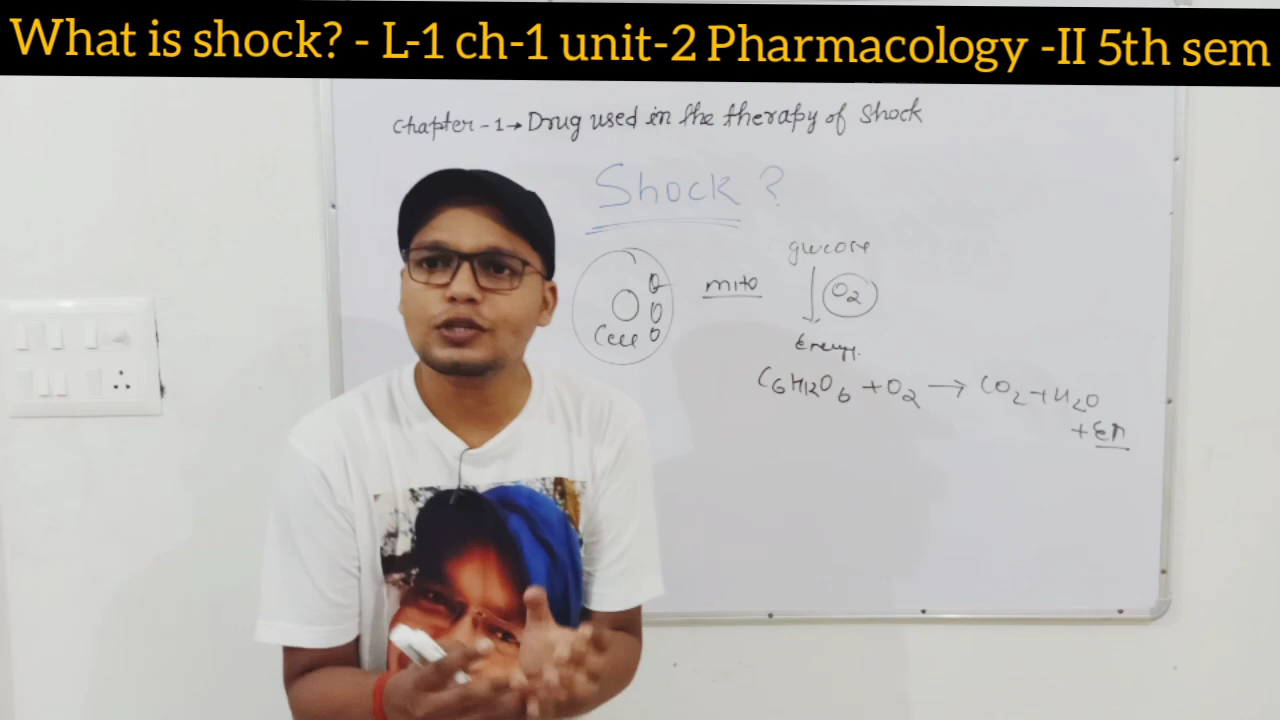 What is shock? - L-1 ch-1 unit-2 Pharmacology -II 5th sem
Chapter-1→Drug used in the therapy of Shock
Shock ?
glucose
mito
O2
Cell
Energy.
C6H12O6 + O2 → CO2+H2O
+En